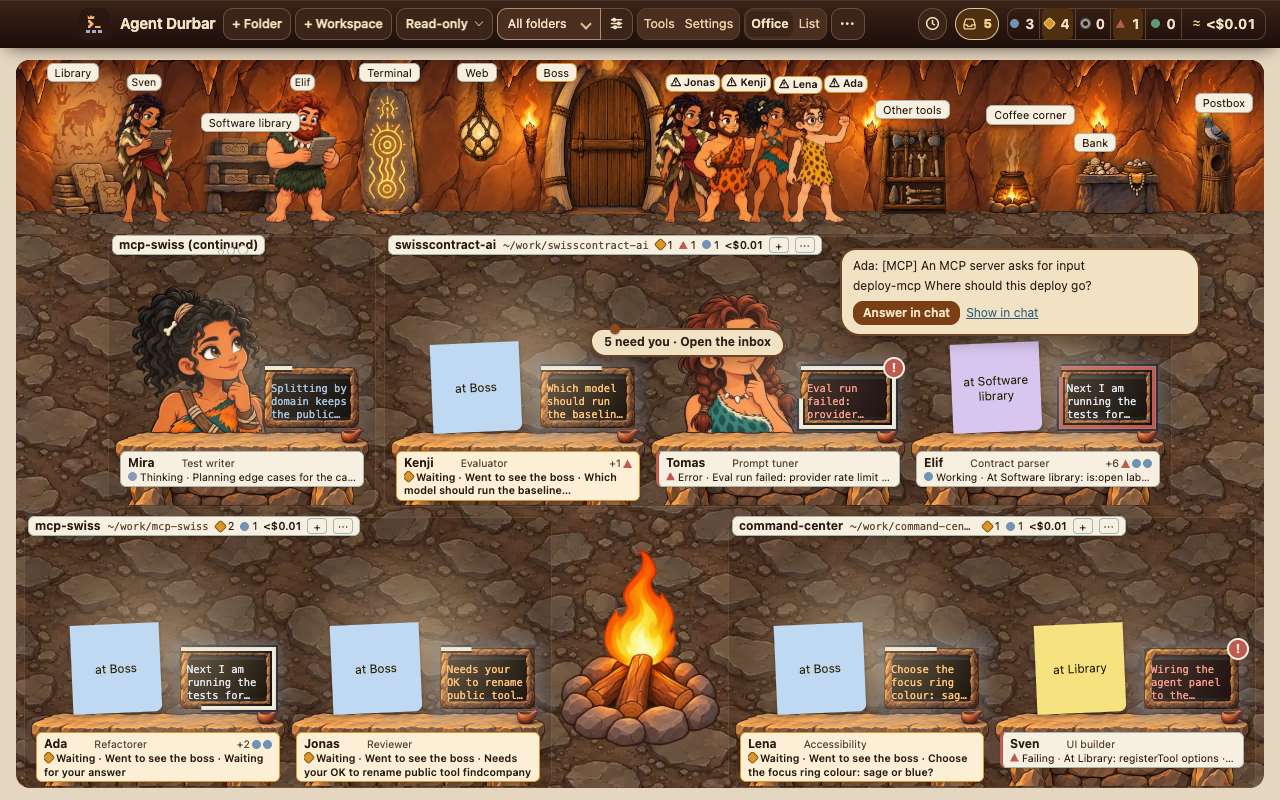 Agent Durbar
+ Folder
+ Workspace
Read-only
All folders
Tools Settings
Office List
5
3 4 0 1 0 ≈ <$0.01
Library
Sven
Software library
Elif
Terminal
Web
Boss
Jonas
Kenji
Lena
Ada
Other tools
Coffee corner
Bank
Postbox
mcp-swiss (continued)
swisscontract-ai ~/work/swisscontract-ai 1 1 1 <$0.01 + ...
Ada: [MCP] An MCP server asks for input
deploy-mcp Where should this deploy go?
Answer in chat Show in chat
5 need you · Open the inbox
Splitting by
domain keeps
the public…
Mira Test writer
Thinking · Planning edge cases for the ca…
at Boss
Which model
should run
the baselin…
Kenji Evaluator +1
Waiting · Went to see the boss · Which
model should run the baseline…
Eval run
failed:
provider…
!
Tomas Prompt tuner
Error · Eval run failed: provider rate limit …
at Software
library
Next I am
running the
tests for…
Elif Contract parser +6
Working · At Software library: is:open lab…
mcp-swiss ~/work/mcp-swiss 2 1 <$0.01 + ...
at Boss
Next I am
running the
tests for…
Ada Refactorer +2
Waiting · Went to see the boss · Waiting
for your answer
at Boss
Needs your
OK to rename
public tool…
Jonas Reviewer
Waiting · Went to see the boss · Needs
your OK to rename public tool findcompany
command-center ~/work/command-cen… 1 1 <$0.01 + ...
at Boss
Choose the
focus ring
colour: sag…
Lena Accessibility
Waiting · Went to see the boss · Choose
the focus ring colour: sage or blue?
at Library
Wiring the
agent panel
to the…
!
Sven UI builder
Failing · At Library: registerTool options ·…